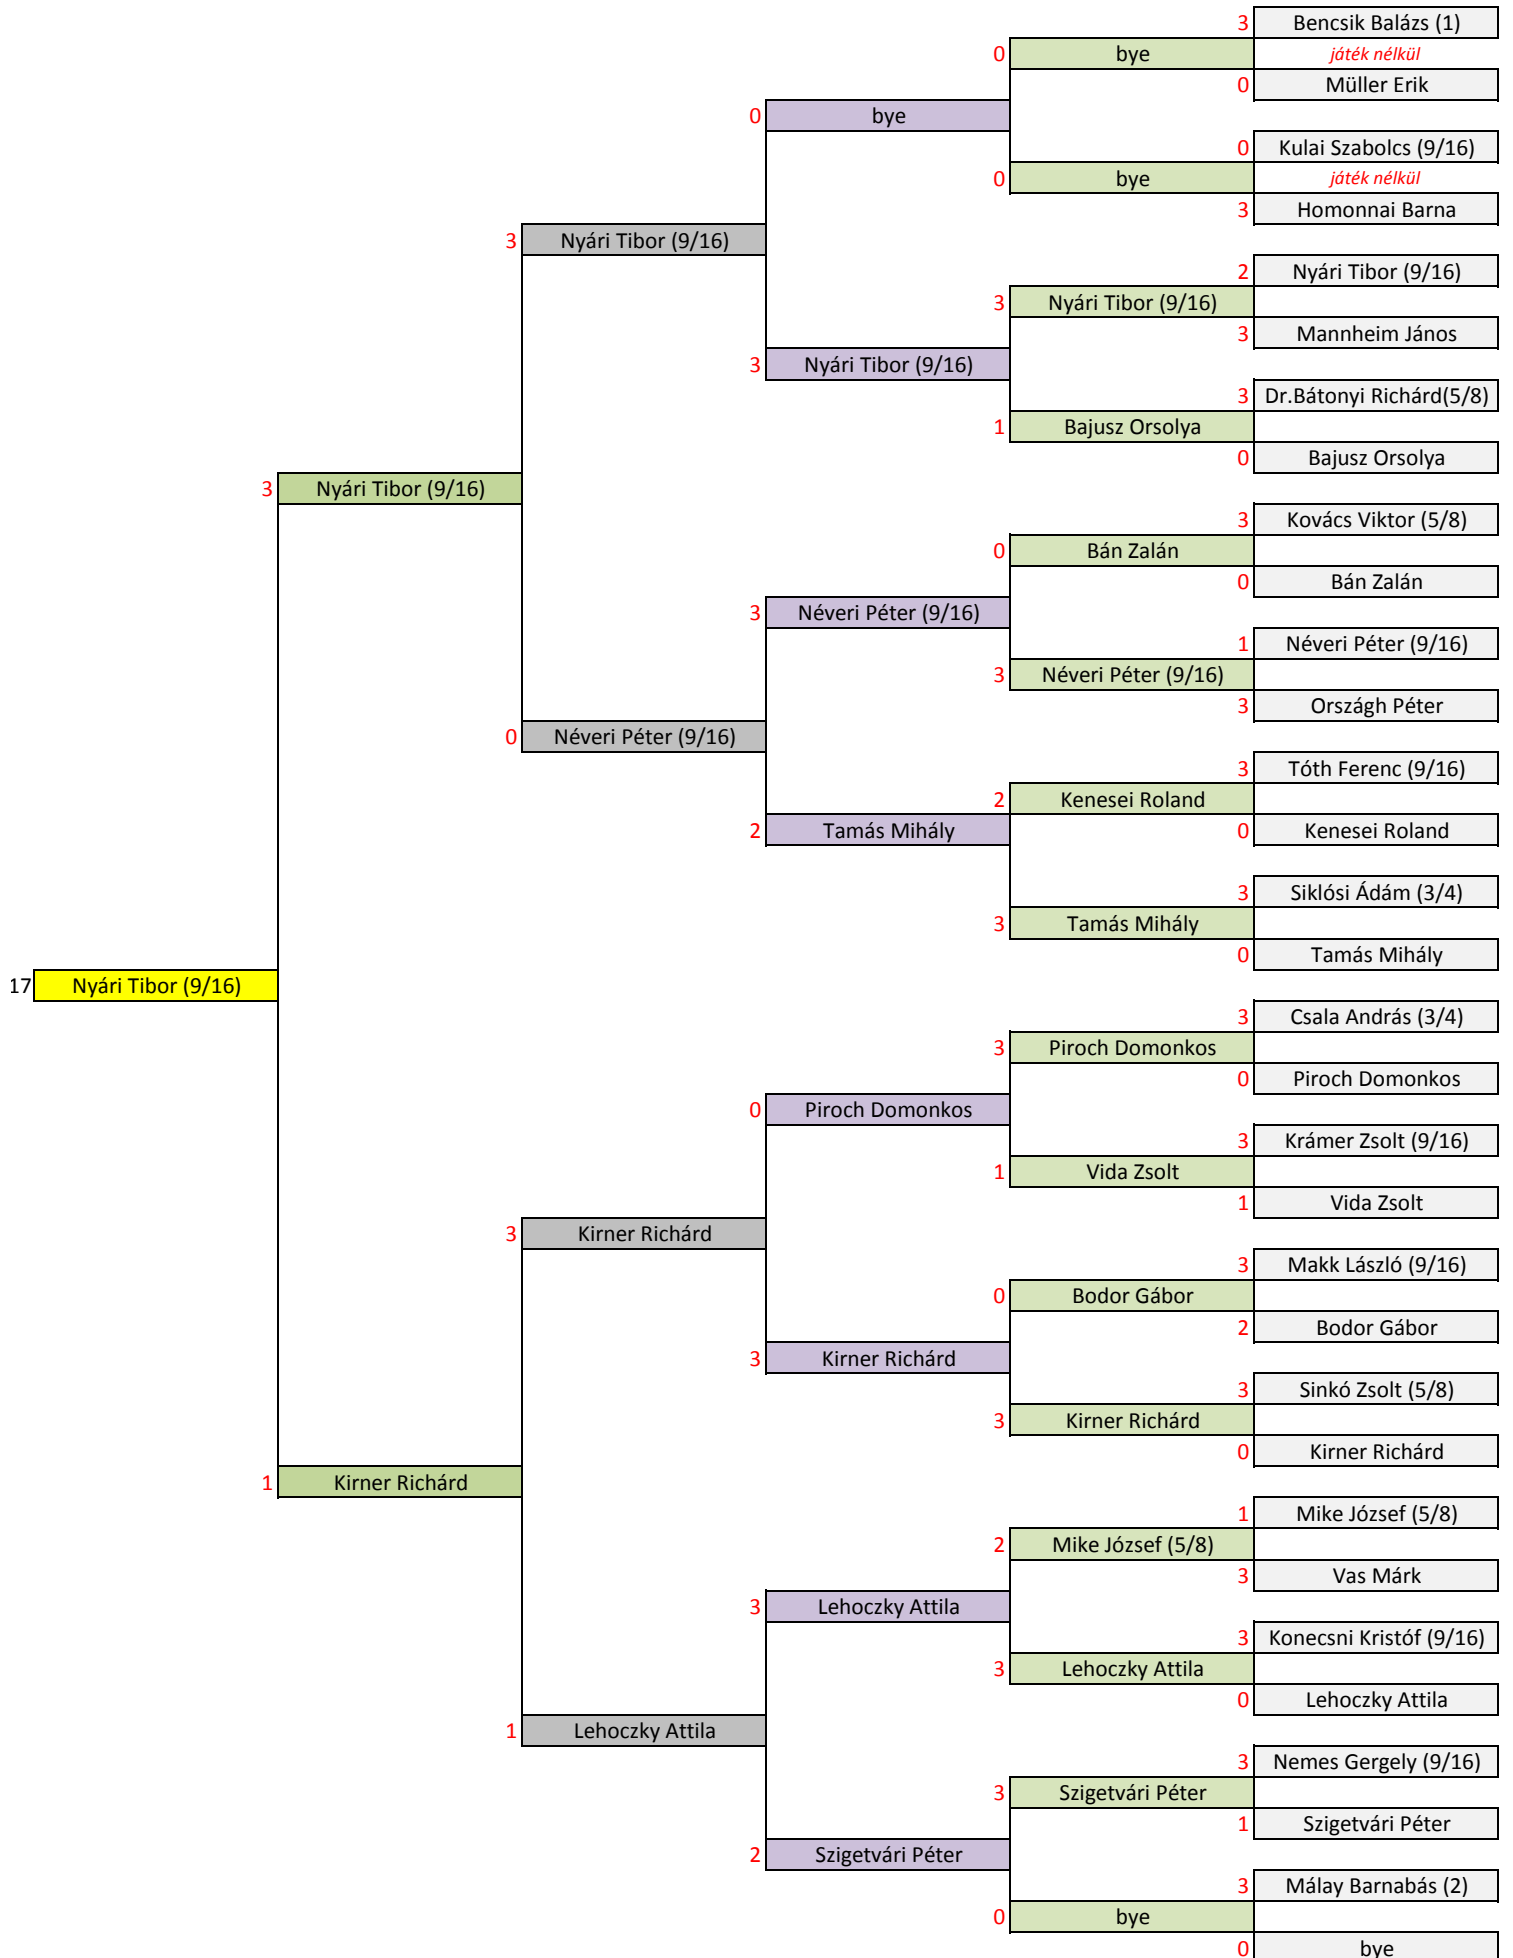 3 Bencsik Balázs (1)
0 bye játék nélkül
0 Müller Erik
0 bye
0 Kulai Szabolcs (9/16)
0 bye játék nélkül
3 Homonnai Barna
3 Nyári Tibor (9/16)
2 Nyári Tibor (9/16)
3 Nyári Tibor (9/16)
3 Mannheim János
3 Nyári Tibor (9/16)
3 Dr.Bátonyi Richárd(5/8)
1 Bajusz Orsolya
0 Bajusz Orsolya
3 Nyári Tibor (9/16)
3 Kovács Viktor (5/8)
0 Bán Zalán
0 Bán Zalán
3 Néveri Péter (9/16)
1 Néveri Péter (9/16)
3 Néveri Péter (9/16)
3 Országh Péter
0 Néveri Péter (9/16)
3 Tóth Ferenc (9/16)
2 Kenesei Roland
2 Tamás Mihály
0 Kenesei Roland
3 Siklósi Ádám (3/4)
3 Tamás Mihály
0 Tamás Mihály
17 Nyári Tibor (9/16)
3 Csala András (3/4)
3 Piroch Domonkos
0 Piroch Domonkos
0 Piroch Domonkos
3 Krámer Zsolt (9/16)
1 Vida Zsolt
1 Vida Zsolt
3 Kirner Richárd
3 Makk László (9/16)
0 Bodor Gábor
2 Bodor Gábor
3 Kirner Richárd
3 Sinkó Zsolt (5/8)
3 Kirner Richárd
0 Kirner Richárd
1 Kirner Richárd
1 Mike József (5/8)
2 Mike József (5/8)
3 Vas Márk
3 Lehoczky Attila
3 Konecsni Kristóf (9/16)
3 Lehoczky Attila
0 Lehoczky Attila
1 Lehoczky Attila
3 Nemes Gergely (9/16)
3 Szigetvári Péter
1 Szigetvári Péter
2 Szigetvári Péter
3 Málay Barnabás (2)
0 bye
0 bye